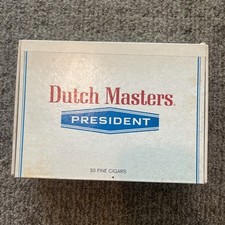 Dutch Masters.
PRESIDENT
50 FINE CIGARS